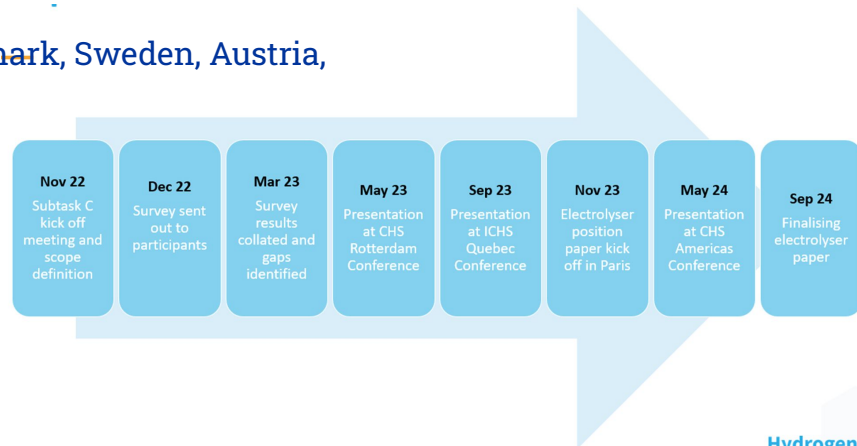 mark, Sweden, Austria,
Nov 22
Subtask C
kick off
meeting and
scope
definition
Dec 22
Survey sent
out to
participants
Mar 23
Survey
results
collated and
gaps
identified
May 23
Presentation
at CHS
Rotterdam
Conference
Sep 23
Presentation
at ICHS
Quebec
Conference
Nov 23
Electrolyser
position
paper kick
off in Paris
May 24
Presentation
at CHS
Americas
Conference
Sep 24
Finalising
electrolyser
paper
Hydrogen